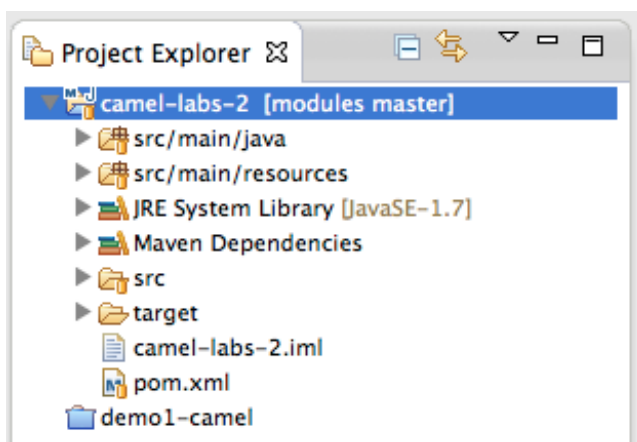 Project Explorer
camel-labs-2 [modules master]
src/main/java
src/main/resources
JRE System Library [JavaSE-1.7]
Maven Dependencies
src
target
camel-labs-2.iml
pom.xml
demo1-camel